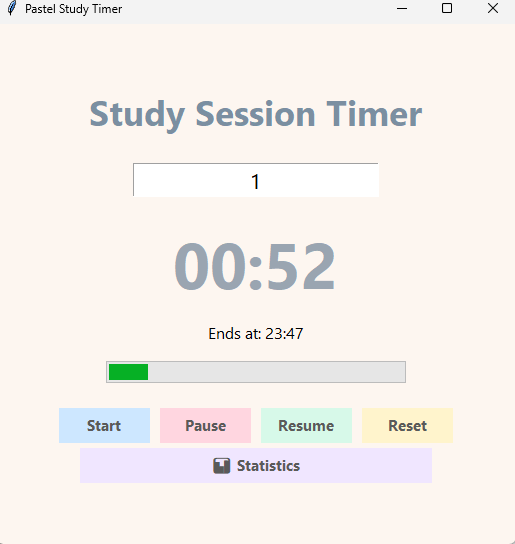 Pastel Study Timer
Study Session Timer
1
00:52
Ends at: 23:47
Start Pause Resume Reset
Statistics